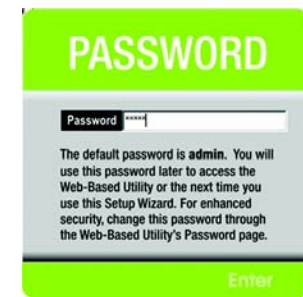 PASSWORD
Password xxxxx
The default password is admin. You will
use this password later to access the
Web-Based Utility or the next time you
use this Setup Wizard. For enhanced
security, change this password through
the Web-Based Utility's Password page.
Enter